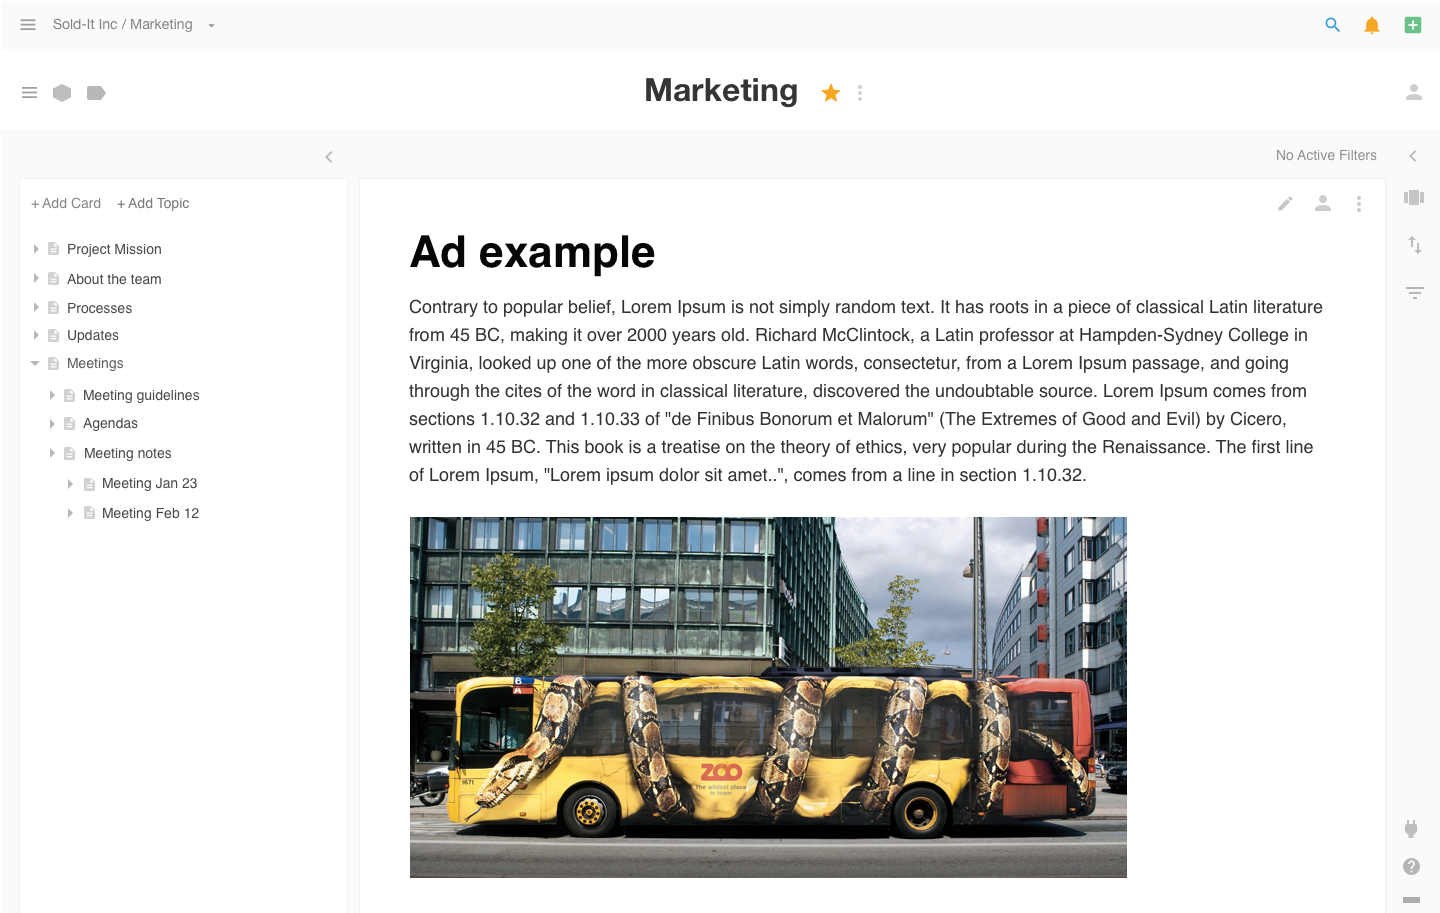 Sold-It Inc / Marketing
Marketing
No Active Filters
+ Add Card + Add Topic
Project Mission
About the team
Processes
Updates
Meetings
Meeting guidelines
Agendas
Meeting notes
Meeting Jan 23
Meeting Feb 12
Ad example
Contrary to popular belief, Lorem Ipsum is not simply random text. It has roots in a piece of classical Latin literature
from 45 BC, making it over 2000 years old. Richard McClintock, a Latin professor at Hampden-Sydney College in
Virginia, looked up one of the more obscure Latin words, consectetur, from a Lorem Ipsum passage, and going
through the cites of the word in classical literature, discovered the undoubtable source. Lorem Ipsum comes from
sections 1.10.32 and 1.10.33 of "de Finibus Bonorum et Malorum" (The Extremes of Good and Evil) by Cicero,
written in 45 BC. This book is a treatise on the theory of ethics, very popular during the Renaissance. The first line
of Lorem Ipsum, "Lorem ipsum dolor sit amet..", comes from a line in section 1.10.32.
6
A
1671
ZOO
The wildest place
in town